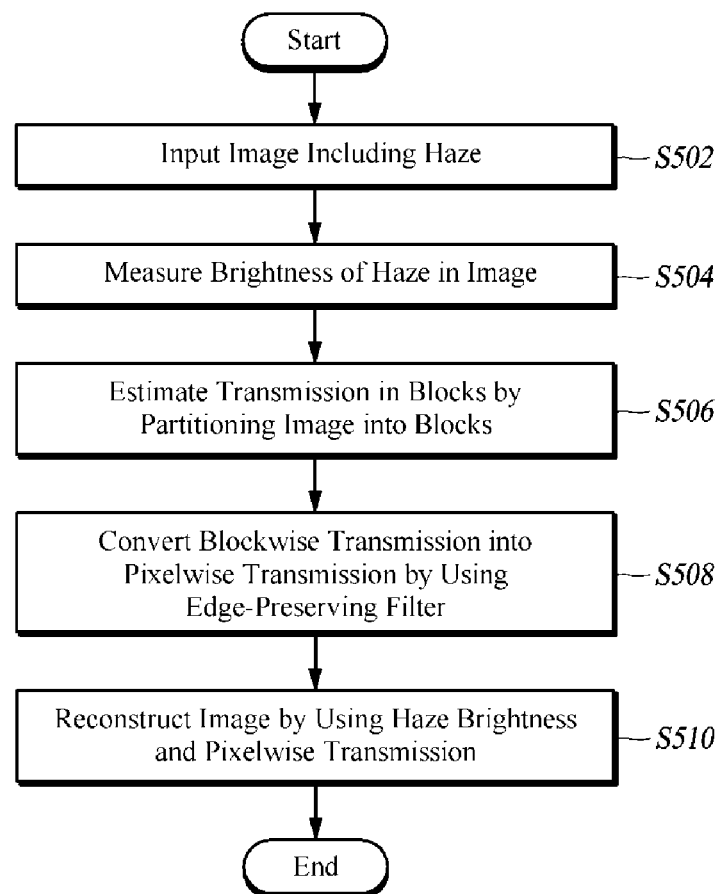 Start
Input Image Including Haze
S502
Measure Brightness of Haze in Image
S504
Estimate Transmission in Blocks by
Partitioning Image into Blocks
S506
Convert Blockwise Transmission into
Pixelwise Transmission by Using
Edge-Preserving Filter
S508
Reconstruct Image by Using Haze Brightness
and Pixelwise Transmission
S510
End